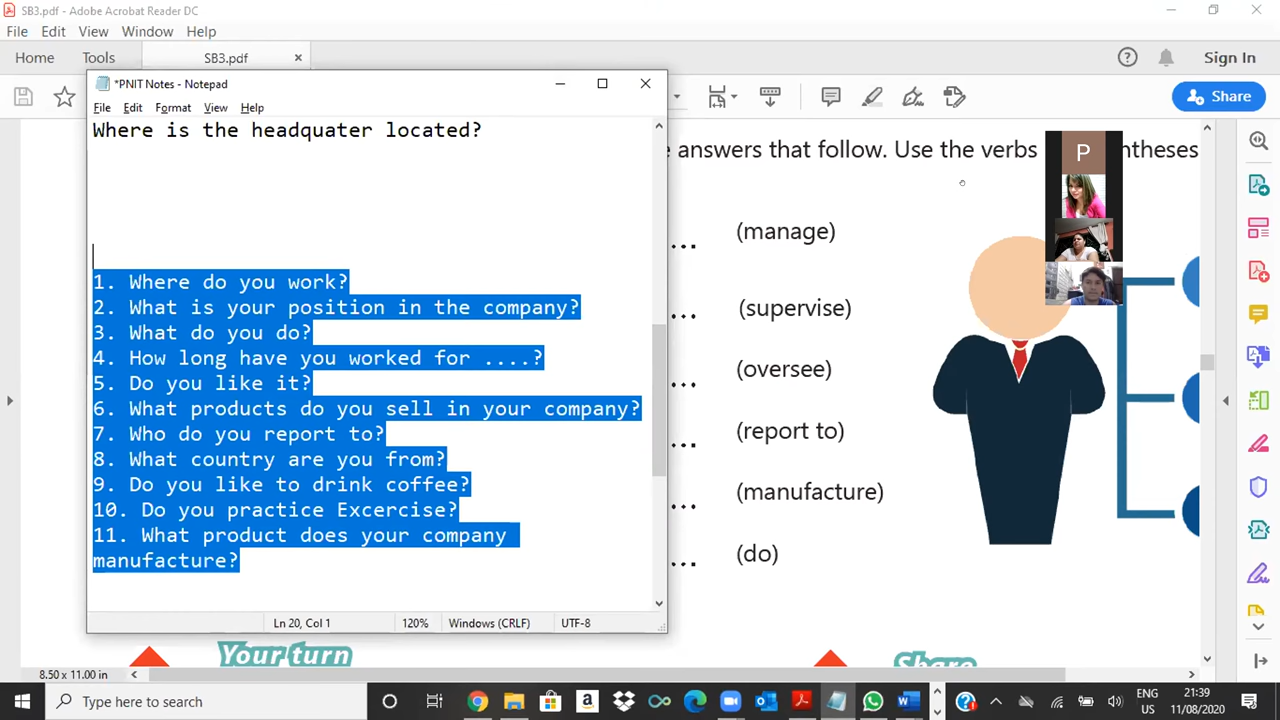 SB3.pdf - Adobe Acrobat Reader DC
File Edit View Window Help
Home Tools SB3.pdf Sign In
Share
*PNIT Notes - Notepad
File Edit Format View Help
Where is the headquater located?
1. Where do you work?
2. What is your position in the company?
3. What do you do?
4. How long have you worked for ....?
5. Do you like it?
6. What products do you sell in your company?
7. Who do you report to?
8. What country are you from?
9. Do you like to drink coffee?
10. Do you practice Excercise?
11. What product does your company
manufacture?
Ln 20, Col 1 120% Windows (CRLF) UTF-8
answers that follow. Use the verbs
P
... (manage)
... (supervise)
... (oversee)
... (report to)
... (manufacture)
... (do)
Your turn
Share
8.50 x 11.00 in
Type here to search
ENG
US
21:39
11/08/2020